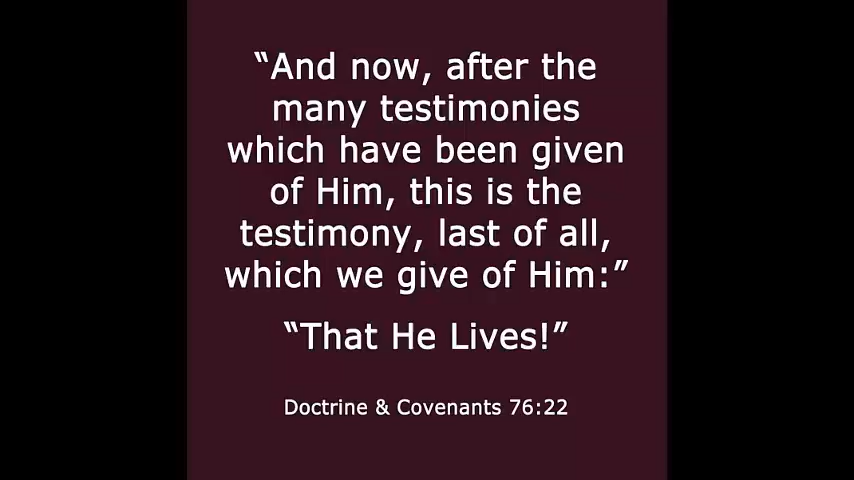 “And now, after the
many testimonies
which have been given
of Him, this is the
testimony, last of all,
which we give of Him:”
“That He Lives!”
Doctrine & Covenants 76:22